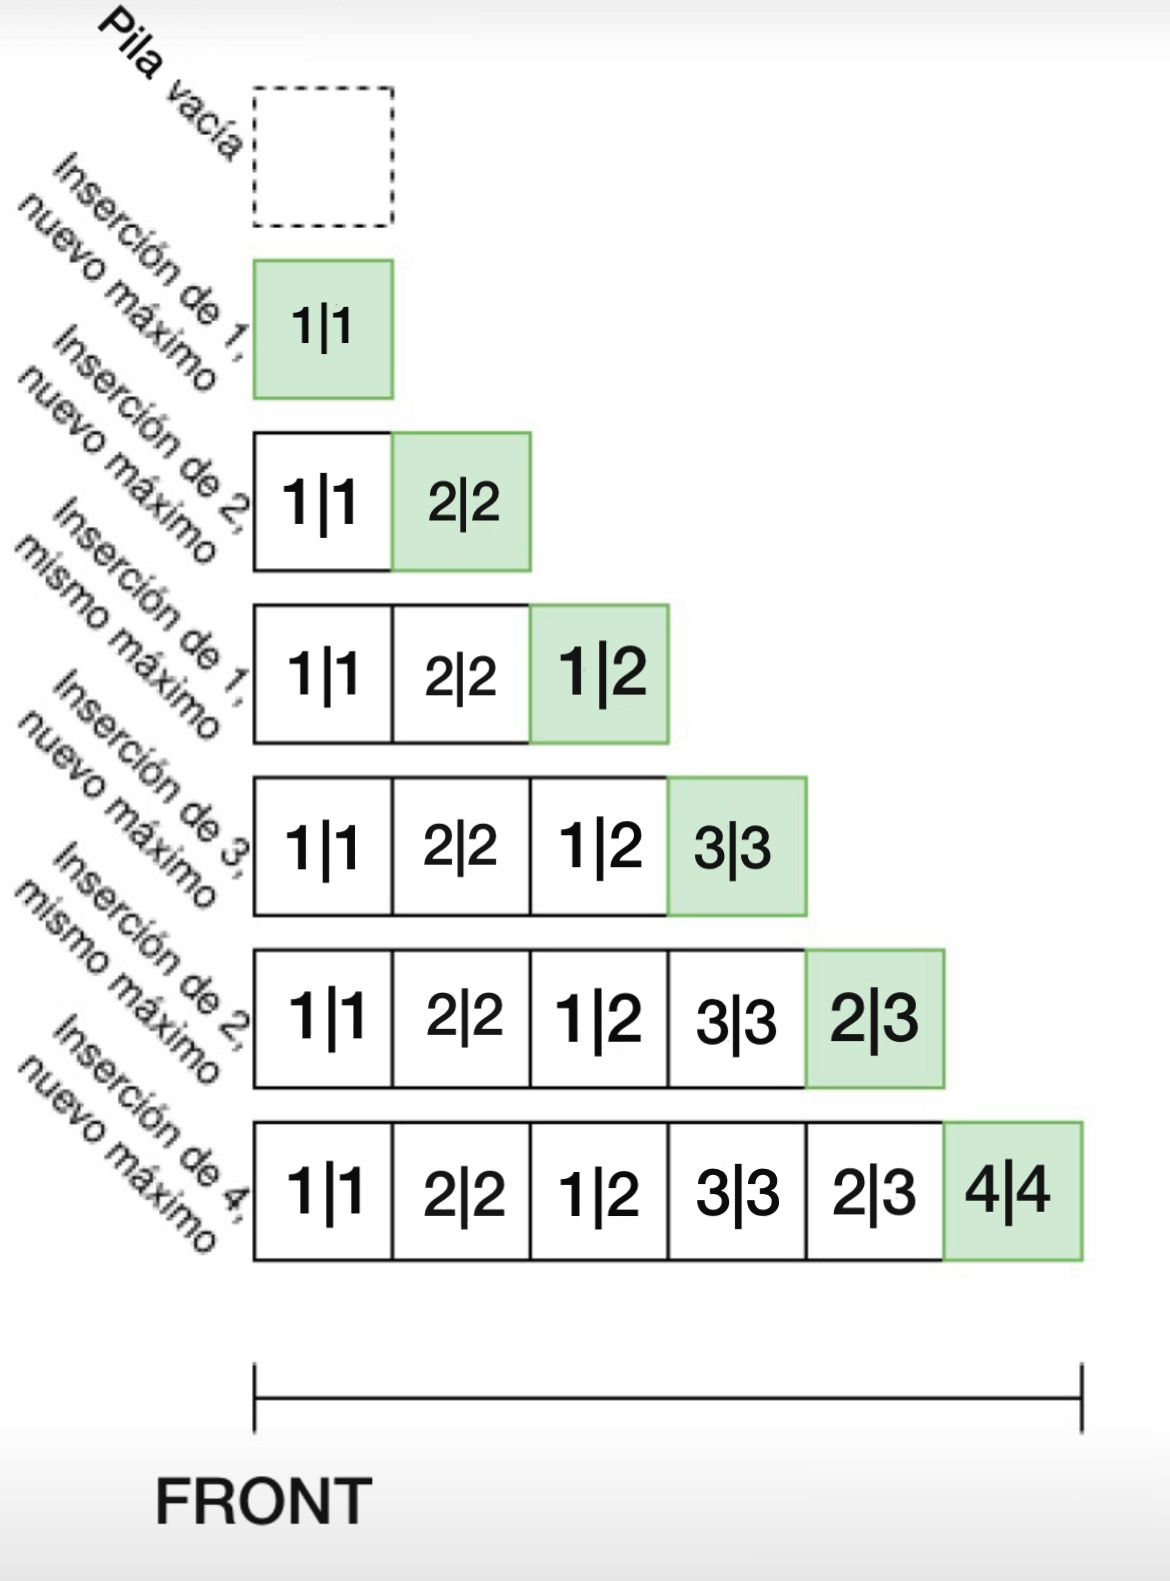 Pila vacía
Inserción de 1,
nuevo máximo
1|1
Inserción de 2,
nuevo máximo
1|1 2|2
Inserción de 1,
mismo máximo
1|1 2|2 1|2
Inserción de 3,
nuevo máximo
1|1 2|2 1|2 3|3
Inserción de 2,
mismo máximo
1|1 2|2 1|2 3|3 2|3
Inserción de 4,
nuevo máximo
1|1 2|2 1|2 3|3 2|3 4|4
FRONT